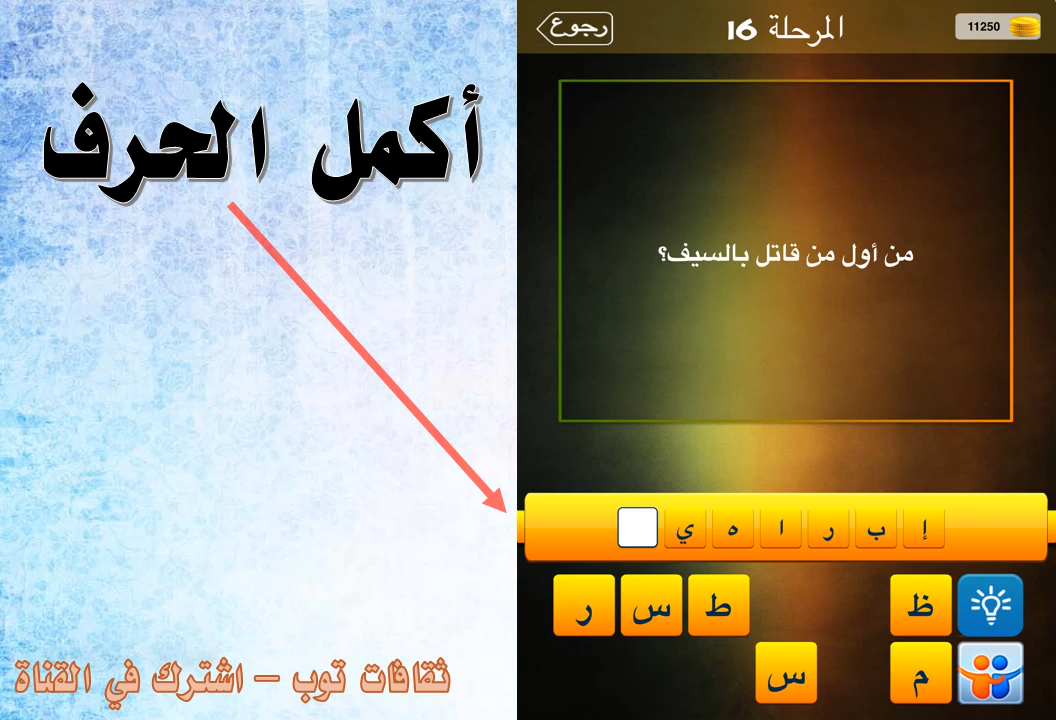 أكمل الحرف
ثقافات توب – اشترك في القناة
رجوع
المرحلة 16
11250
من أول من قاتل بالسيف؟
إ ب ر ا ه ي
ظ ط س ر
م س